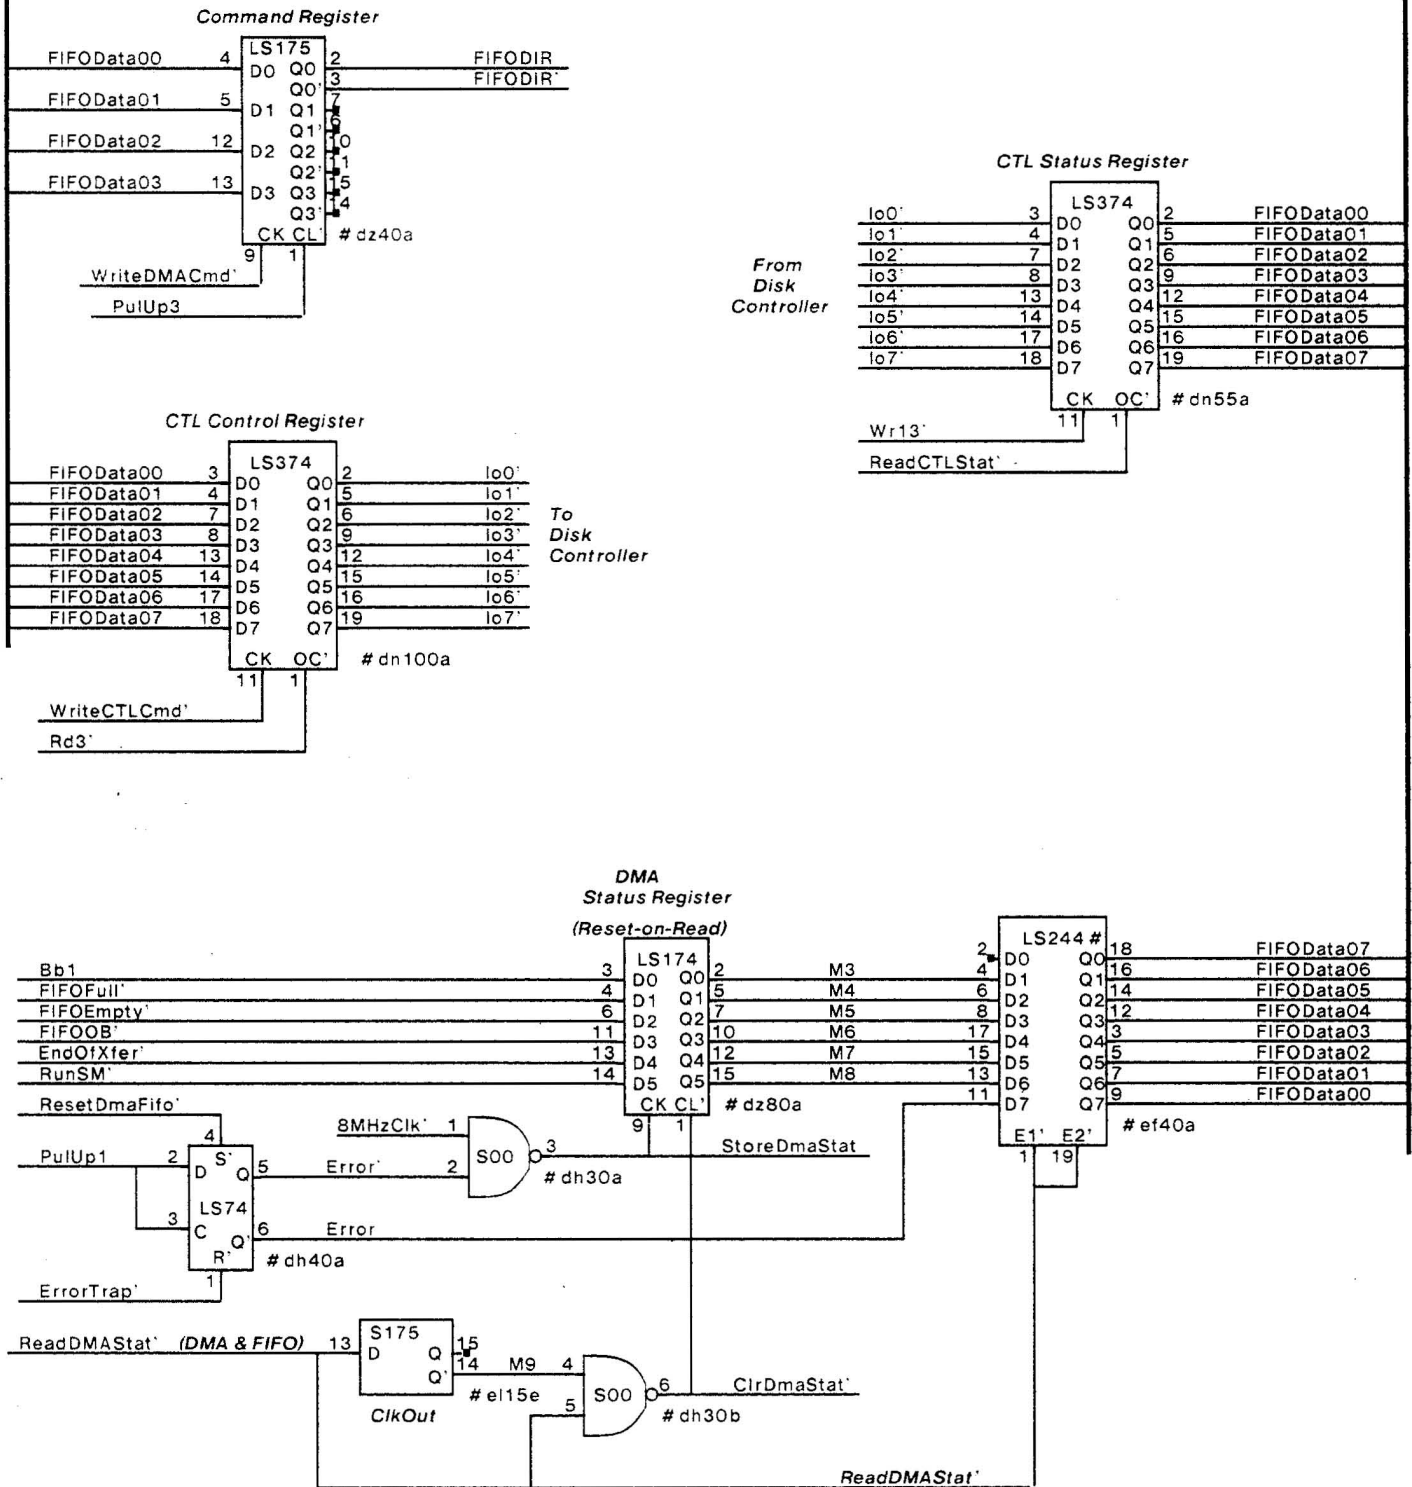 Command Register
LS175
FIFOData00 4 D0 Q0 2 FIFODIR
Q0' 3 FIFODIR'
FIFOData01 5 D1 Q1 7
Q1' 6
FIFOData02 12 D2 Q2 10
Q2' 11
FIFOData03 13 D3 Q3 15
Q3' 14
CK CL' # dz40a
9 1
WriteDMACmd'
PulUp3
CTL Status Register
LS374
Io0' 3 D0 Q0 2 FIFOData00
Io1' 4 D1 Q1 5 FIFOData01
Io2' 7 D2 Q2 6 FIFOData02
Io3' 8 D3 Q3 9 FIFOData03
Io4' 13 D4 Q4 12 FIFOData04
Io5' 14 D5 Q5 15 FIFOData05
Io6' 17 D6 Q6 16 FIFOData06
Io7' 18 D7 Q7 19 FIFOData07
From
Disk
Controller
CK OC' # dn55a
11 1
Wr13'
ReadCTLStat'
CTL Control Register
LS374
FIFOData00 3 D0 Q0 2 Io0'
FIFOData01 4 D1 Q1 5 Io1'
FIFOData02 7 D2 Q2 6 Io2'
FIFOData03 8 D3 Q3 9 Io3'
FIFOData04 13 D4 Q4 12 Io4'
FIFOData05 14 D5 Q5 15 Io5'
FIFOData06 17 D6 Q6 16 Io6'
FIFOData07 18 D7 Q7 19 Io7'
To
Disk
Controller
CK OC' # dn100a
11 1
WriteCTLCmd'
Rd3'
DMA
Status Register
(Reset-on-Read)
LS174
Bb1 3 D0 Q0 2 M3
FIFOFull' 4 D1 Q1 5 M4
FIFOEmpty' 6 D2 Q2 7 M5
FIFOOB' 11 D3 Q3 10 M6
EndOfXfer' 13 D4 Q4 12 M7
RunSM' 14 D5 Q5 15 M8
CK CL' # dz80a
9 1
LS244 #
2 D0 Q0 18 FIFOData07
4 D1 Q1 16 FIFOData06
6 D2 Q2 14 FIFOData05
8 D3 Q3 12 FIFOData04
17 D4 Q4 3 FIFOData03
15 D5 Q5 5 FIFOData02
13 D6 Q6 7 FIFOData01
11 D7 Q7 9 FIFOData00
E1' E2' # ef40a
1 19
ResetDmaFifo'
4
PulUp1 2 D S' Q 5 Error'
LS74
3 C Q' 6 Error
R' # dh40a
1
ErrorTrap'
8MHzClk' 1
2 S00 3 StoreDmaStat
# dh30a
ReadDMAStat' (DMA & FIFO) 13 D S175 Q 15
Q' 14 M9 4
# el15e
ClkOut
5 S00 6 ClrDmaStat'
# dh30b
ReadDMAStat'